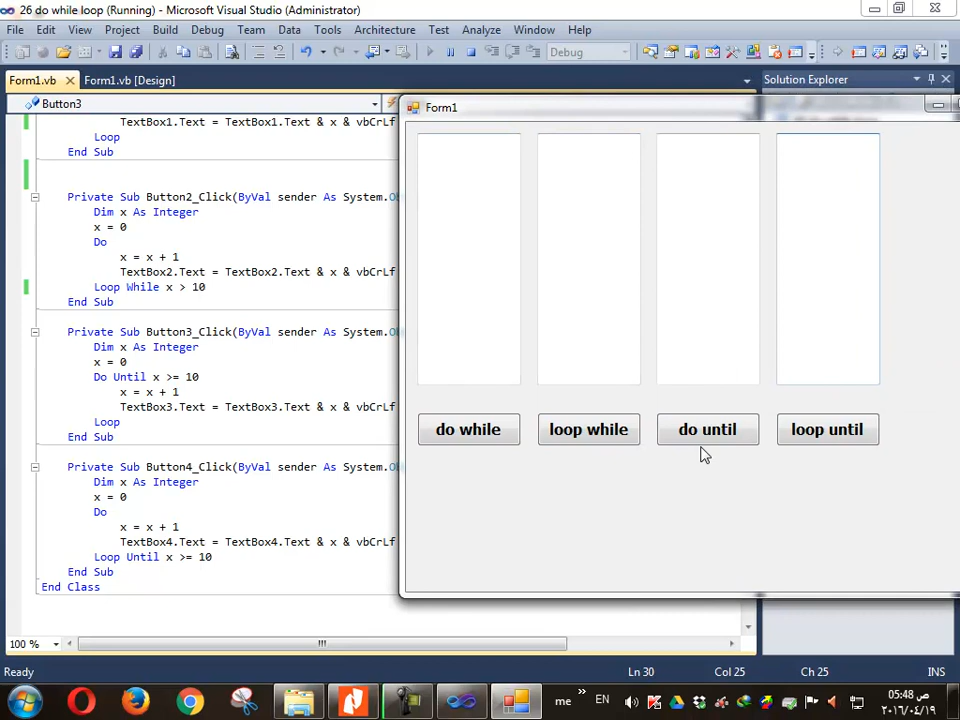 26 do while loop (Running) - Microsoft Visual Studio (Administrator)
File Edit View Project Build Debug Team Data Tools Architecture Test Analyze Window Help
Debug
Form1.vb Form1.vb [Design] Solution Explorer
Button3
Form1
TextBox1.Text = TextBox1.Text & x & vbCrLf
Loop
End Sub
Private Sub Button2_Click(ByVal sender As System.
Dim x As Integer
x = 0
Do
x = x + 1
TextBox2.Text = TextBox2.Text & x & vbCrLf
Loop While x > 10
End Sub
Private Sub Button3_Click(ByVal sender As System.
Dim x As Integer
x = 0
Do Until x >= 10
x = x + 1
TextBox3.Text = TextBox3.Text & x & vbCrLf
Loop
End Sub
Private Sub Button4_Click(ByVal sender As System.
Dim x As Integer
x = 0
Do
x = x + 1
TextBox4.Text = TextBox4.Text & x & vbCrLf
Loop Until x >= 10
End Sub
End Class
do while loop while do until loop until
100 %
Ready Ln 30 Col 25 Ch 25 INS
me EN 05:48 ص
٢٠١٦/٠٤/١٩